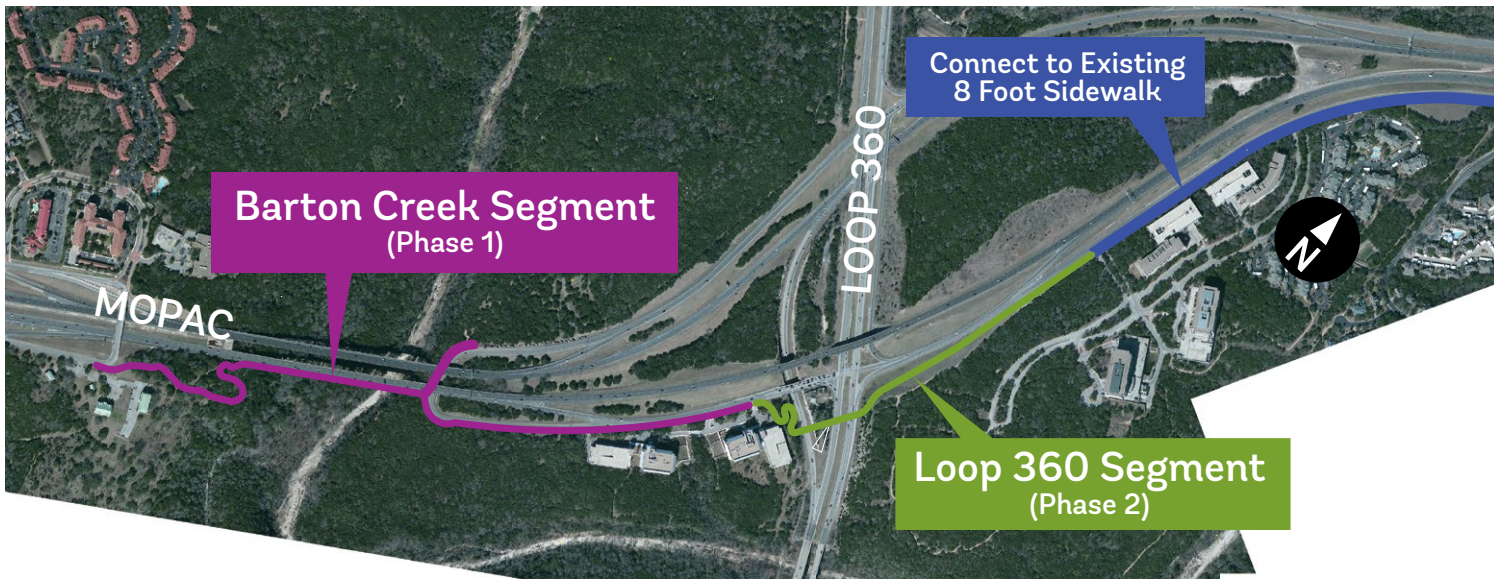 Connect to Existing
8 Foot Sidewalk
LOOP 360
Barton Creek Segment
(Phase 1)
N
MOPAC
Loop 360 Segment
(Phase 2)